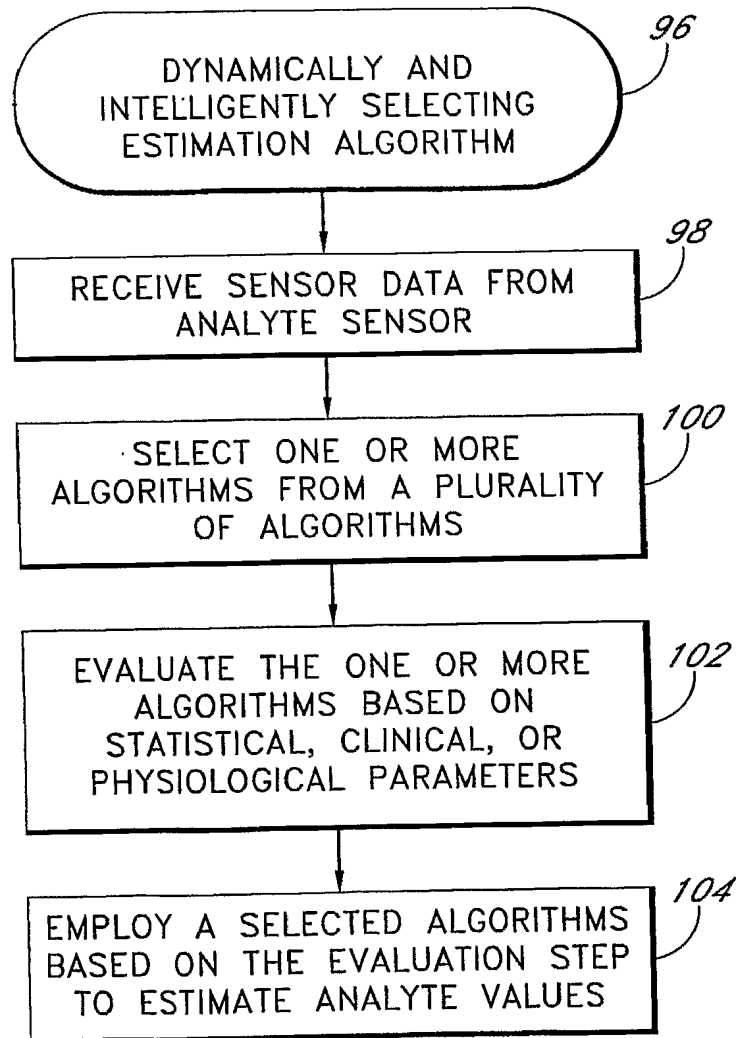 96
DYNAMICALLY AND
INTELLIGENTLY SELECTING
ESTIMATION ALGORITHM
98
RECEIVE SENSOR DATA FROM
ANALYTE SENSOR
100
SELECT ONE OR MORE
ALGORITHMS FROM A PLURALITY
OF ALGORITHMS
102
EVALUATE THE ONE OR MORE
ALGORITHMS BASED ON
STATISTICAL, CLINICAL, OR
PHYSIOLOGICAL PARAMETERS
104
EMPLOY A SELECTED ALGORITHMS
BASED ON THE EVALUATION STEP
TO ESTIMATE ANALYTE VALUES